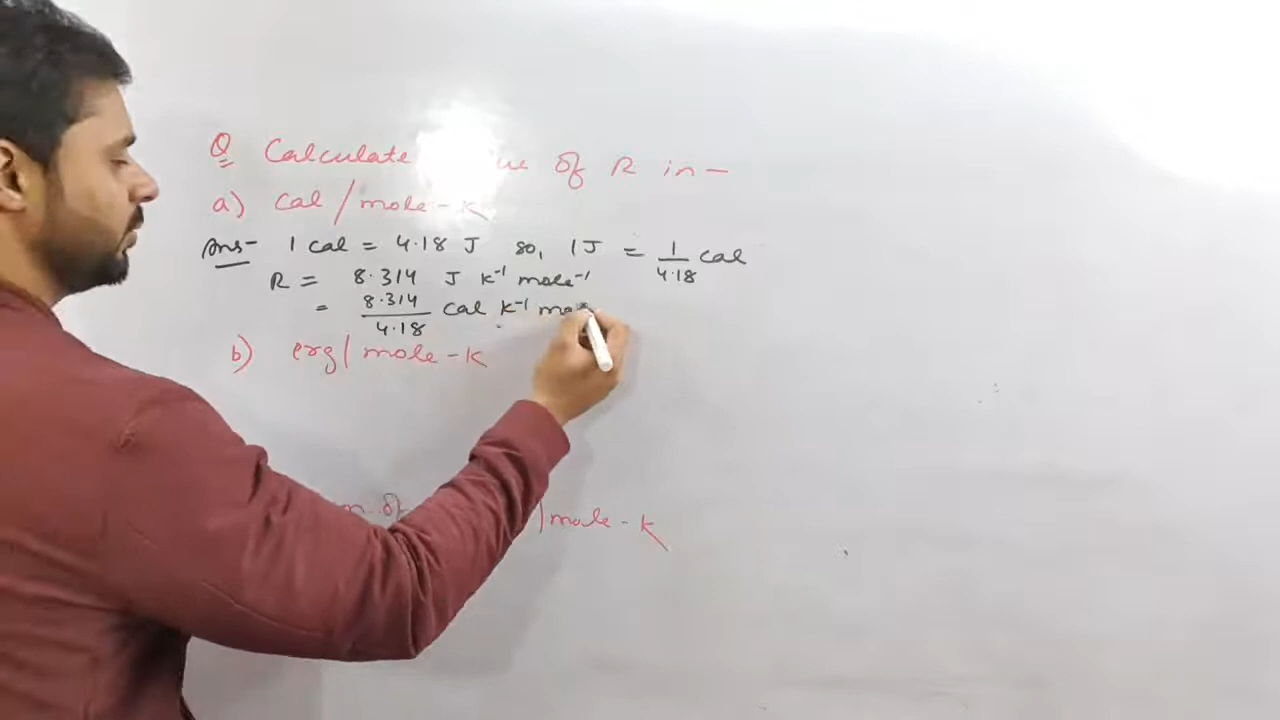 Q Calculate of R in -
a) Cal / mole - K
Ans- 1 Cal = 4.18 J so, 1 J = 1/4.18 Cal
R = 8.314 J K⁻¹ mole⁻¹
= 8.314/4.18 Cal K⁻¹
b) erg / mole - K
of / mole - K